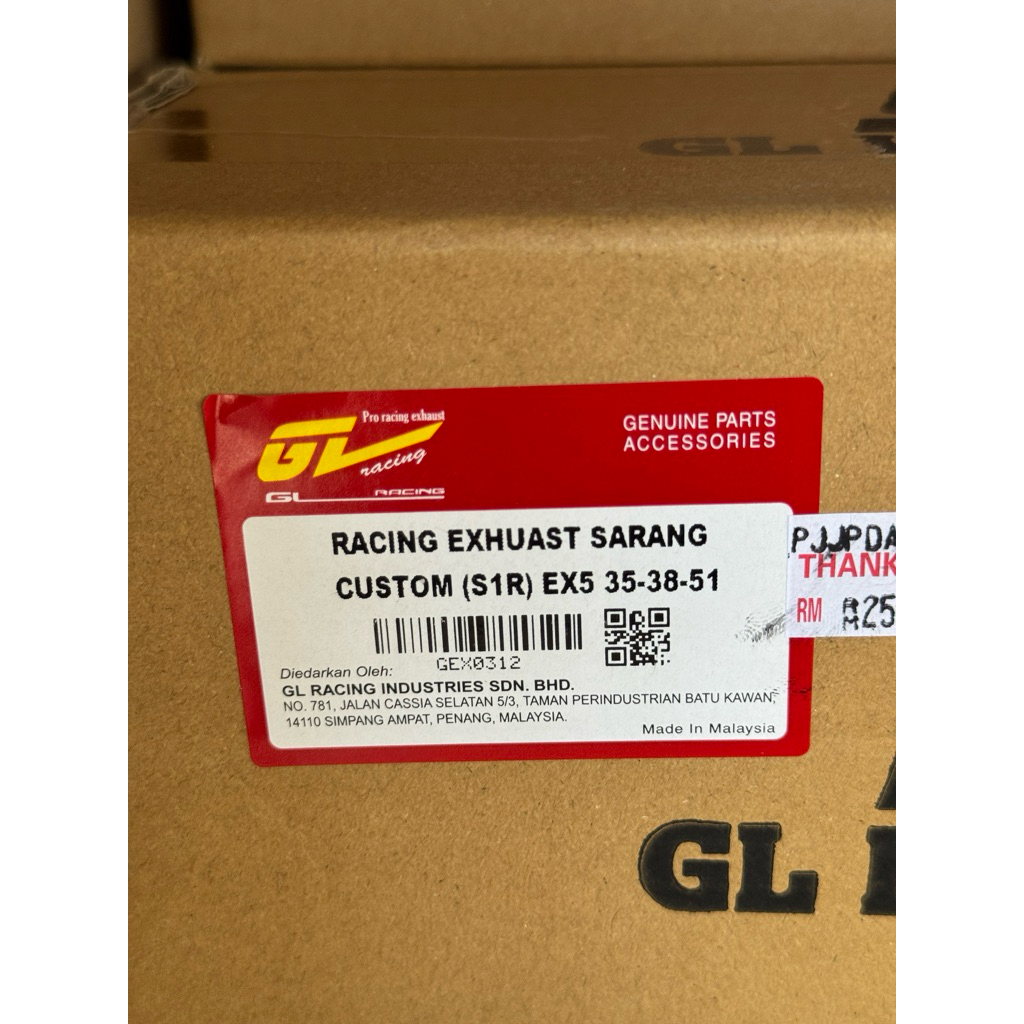 GL
Pro racing exhaust
GL
racing
GL RACING
GENUINE PARTS
ACCESSORIES
RACING EXHUAST SARANG
CUSTOM (S1R) EX5 35-38-51
GEX0312
Diedarkan Oleh:
GL RACING INDUSTRIES SDN. BHD.
NO. 781, JALAN CASSIA SELATAN 5/3, TAMAN PERINDUSTRIAN BATU KAWAN,
14110 SIMPANG AMPAT, PENANG, MALAYSIA.
Made In Malaysia
PJJPDA
THANK
RM RM25
GL